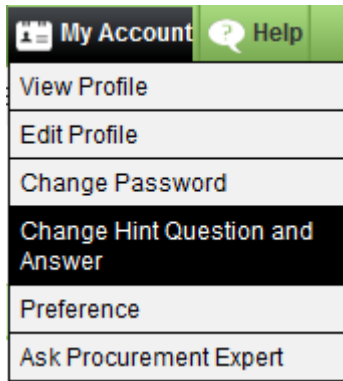 My Account Help
View Profile
Edit Profile
Change Password
Change Hint Question and
Answer
Preference
Ask Procurement Expert